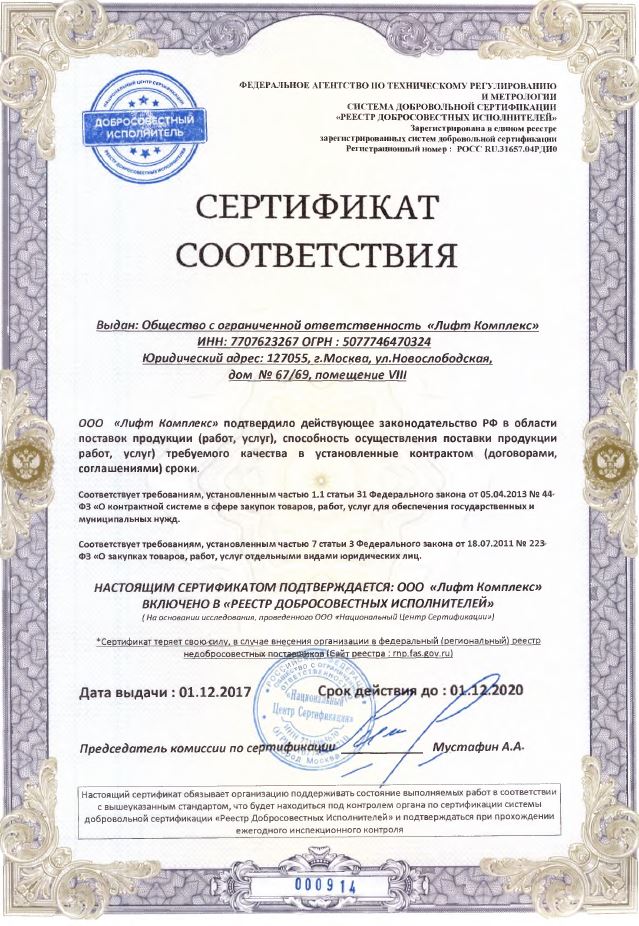 ФЕДЕРАЛЬНОЕ АГЕНТСТВО ПО ТЕХНИЧЕСКОМУ РЕГУЛИРОВАНИЮ
И МЕТРОЛОГИИ
СИСТЕМА ДОБРОВОЛЬНОЙ СЕРТИФИКАЦИИ
«РЕЕСТР ДОБРОСОВЕСТНЫХ ИСПОЛНИТЕЛЕЙ»
Зарегистрирована в едином реестре
зарегистрированных систем добровольной сертификации
Регистрационный номер : РОСС RU.31657.04РДИ0
НАЦИОНАЛЬНЫЙ ЦЕНТР СЕРТИФИКАЦИИ
ДОБРОСОВЕСТНЫЙ
ИСПОЛНИТЕЛЬ
РЕЕСТР ДОБРОСОВЕСТНЫХ ИСПОЛНИТЕЛЕЙ
СЕРТИФИКАТ
СООТВЕТСТВИЯ
Выдан: Общество с ограниченной ответственность «Лифт Комплекс»
ИНН: 7707623267 ОГРН : 5077746470324
Юридический адрес: 127055, г.Москва, ул.Новослободская,
дом № 67/69, помещение VIII
ООО «Лифт Комплекс» подтвердило действующее законодательство РФ в области
поставок продукции (работ, услуг), способность осуществления поставки продукции
работ, услуг) требуемого качества в установленные контрактом (договорами,
соглашениями) сроки.
Соответствует требованиям, установленным частью 1.1 статьи 31 Федерального закона от 05.04.2013 № 44-
ФЗ «О контрактной системе в сфере закупок товаров, работ, услуг для обеспечения государственных и
муниципальных нужд.
Соответствует требованиям, установленным частью 7 статьи 3 Федерального закона от 18.07.2011 № 223-
ФЗ «О закупках товаров, работ, услуг отдельными видами юридических лиц.
НАСТОЯЩИМ СЕРТИФИКАТОМ ПОДТВЕРЖДАЕТСЯ: ООО «Лифт Комплекс»
ВКЛЮЧЕНО В «РЕЕСТР ДОБРОСОВЕСТНЫХ ИСПОЛНИТЕЛЕЙ»
( На основании исследования, проведенного ООО «Национальный Центр Сертификации»)
*Сертификат теряет свою силу, в случае внесения организации в федеральный (региональный) реестр
недобросовестных поставщиков (Сайт реестра : rnp.fas.gov.ru)
Дата выдачи : 01.12.2017 Срок действия до : 01.12.2020
«Национальный
Центр Сертификации»
Председатель комиссии по сертификации Мустафин А.А.
Настоящий сертификат обязывает организацию поддерживать состояние выполняемых работ в соответствии
с вышеуказанным стандартом, что будет находиться под контролем органа по сертификации системы
добровольной сертификации «Реестр Добросовестных Исполнителей» и подтверждаться при прохождении
ежегодного инспекционного контроля
000914